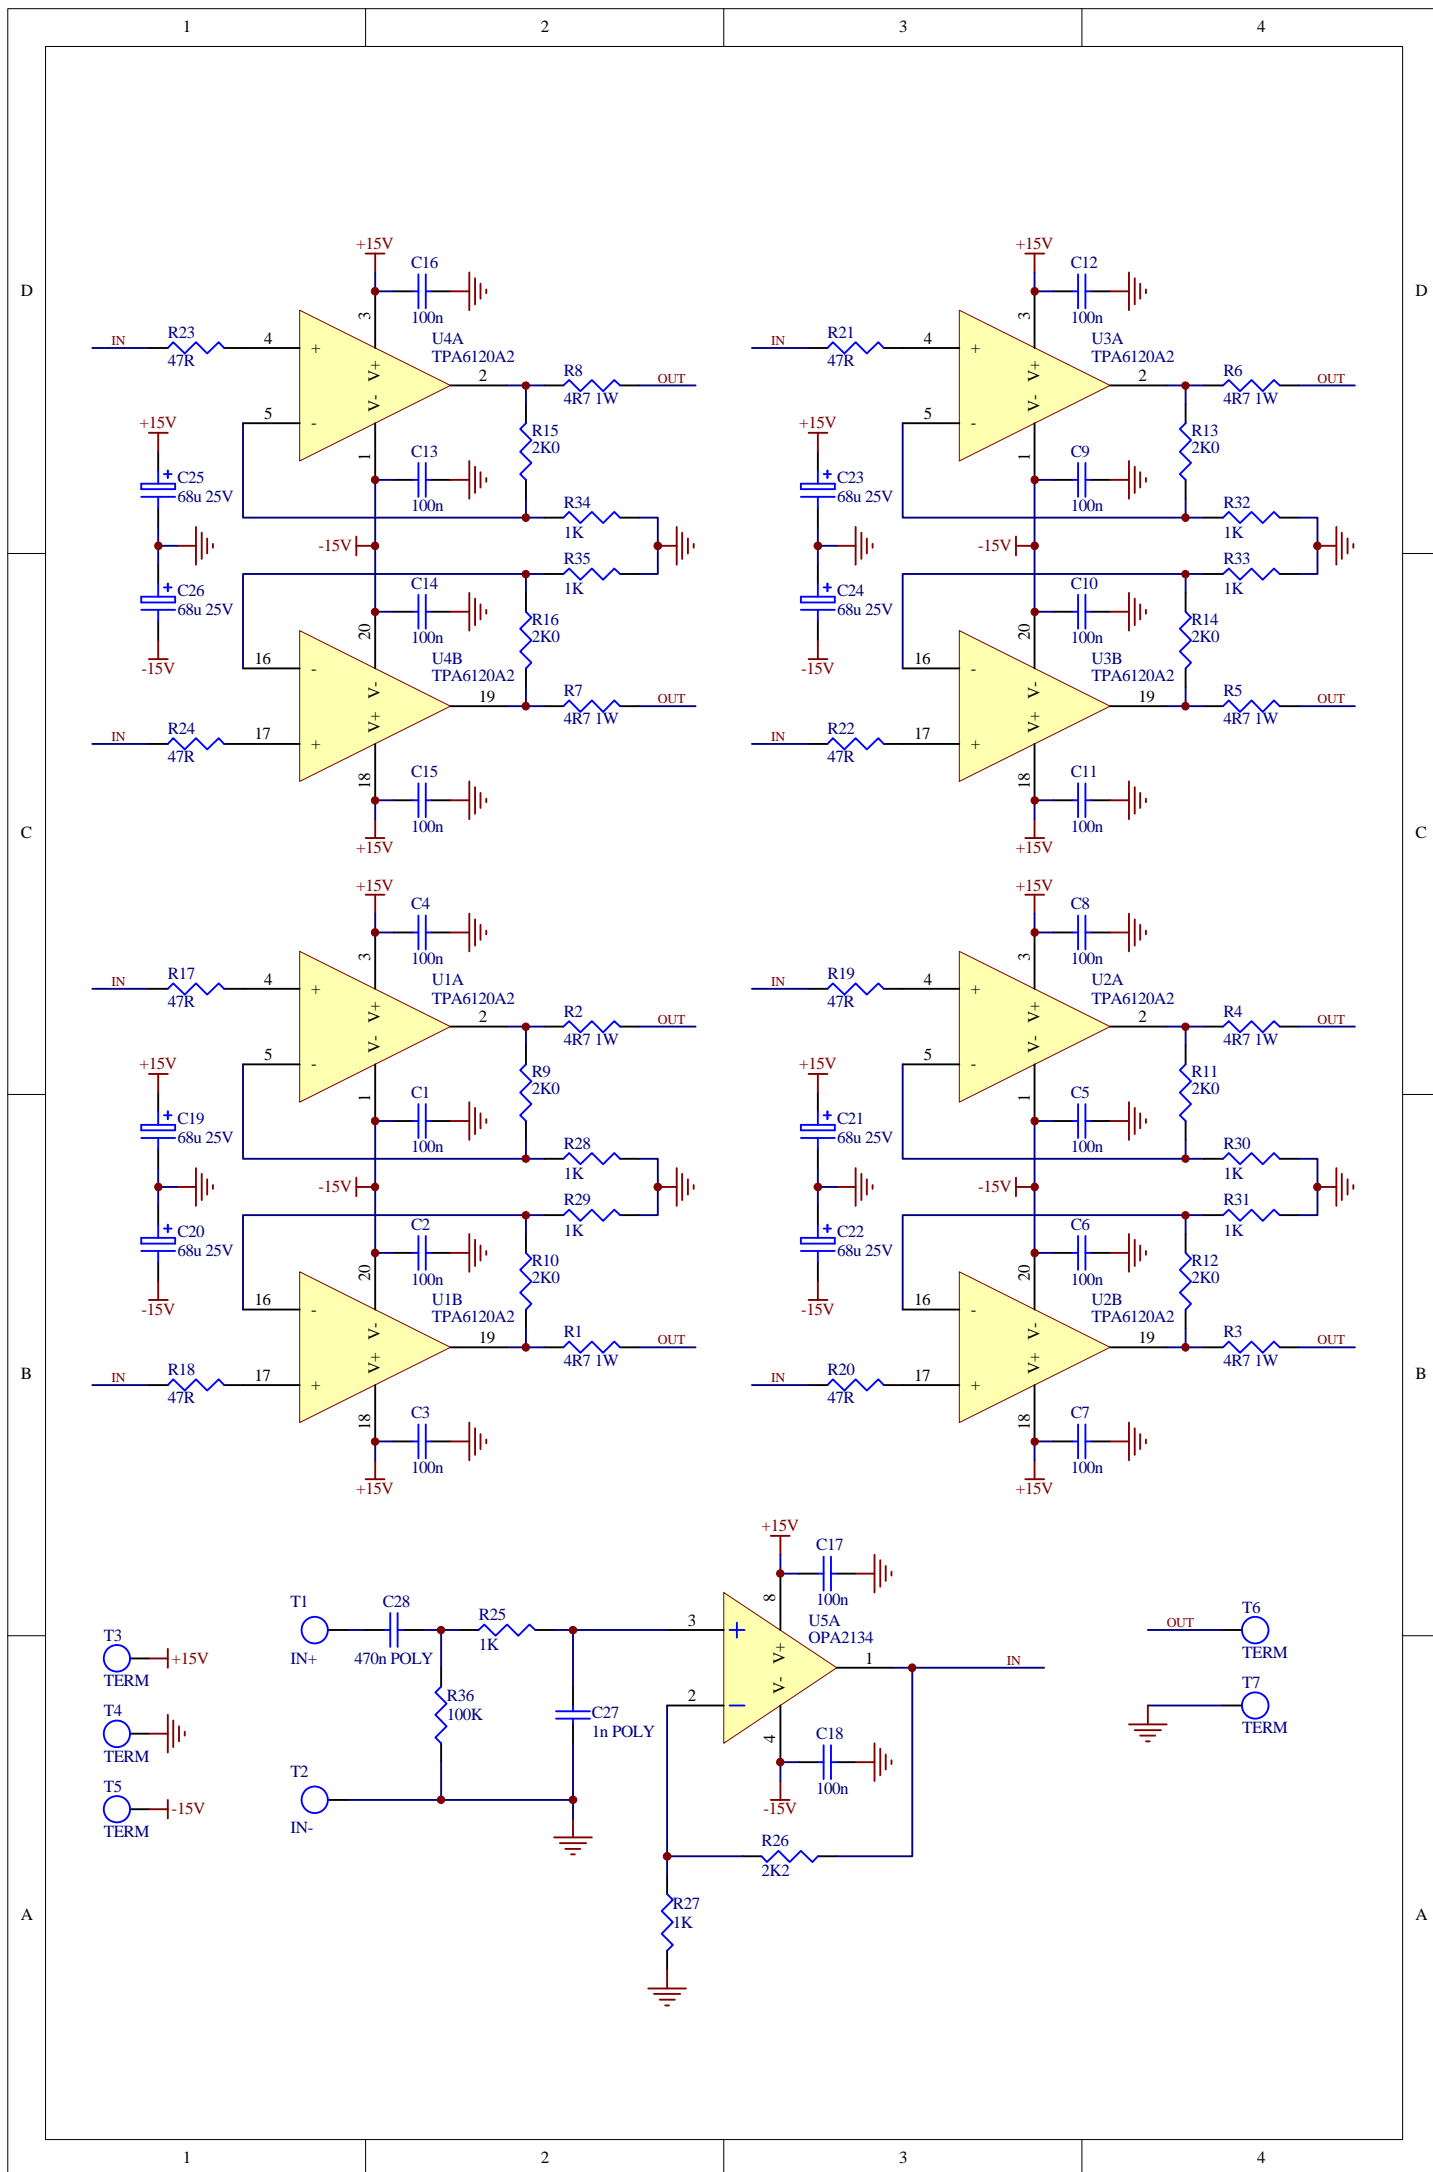 1 2 3 4
D D
+15V
C16
100n
3
U4A
TPA6120A2
IN
R23
47R
4
+
V+
V-
2
R8
4R7 1W
OUT
5
-
1
R15
2K0
+15V
+
C25
68u 25V
C13
100n
R34
1K
-15V
R35
1K
+
C26
68u 25V
-15V
C14
100n
20
R16
2K0
U4B
TPA6120A2
16
-
V-
V+
19
R7
4R7 1W
OUT
IN
R24
47R
17
+
18
C15
100n
+15V
+15V
C12
100n
3
U3A
TPA6120A2
IN
R21
47R
4
+
V+
V-
2
R6
4R7 1W
OUT
5
-
1
R13
2K0
+15V
+
C23
68u 25V
C9
100n
R32
1K
-15V
R33
1K
+
C24
68u 25V
-15V
C10
100n
20
R14
2K0
U3B
TPA6120A2
16
-
V-
V+
19
R5
4R7 1W
OUT
IN
R22
47R
17
+
18
C11
100n
+15V
C C
+15V
C4
100n
3
U1A
TPA6120A2
IN
R17
47R
4
+
V+
V-
2
R2
4R7 1W
OUT
5
-
1
R9
2K0
+15V
+
C19
68u 25V
C1
100n
R28
1K
-15V
R29
1K
+
C20
68u 25V
-15V
C2
100n
20
R10
2K0
U1B
TPA6120A2
16
-
V-
V+
19
R1
4R7 1W
OUT
IN
R18
47R
17
+
18
C3
100n
+15V
+15V
C8
100n
3
U2A
TPA6120A2
IN
R19
47R
4
+
V+
V-
2
R4
4R7 1W
OUT
5
-
1
R11
2K0
+15V
+
C21
68u 25V
C5
100n
R30
1K
-15V
R31
1K
+
C22
68u 25V
-15V
C6
100n
20
R12
2K0
U2B
TPA6120A2
16
-
V-
V+
19
R3
4R7 1W
OUT
IN
R20
47R
17
+
18
C7
100n
+15V
B B
T3
+15V
TERM
T4
TERM
T5
-15V
TERM
T1
IN+
C28
470n POLY
R25
1K
R36
100K
C27
1n POLY
T2
IN-
+15V
C17
100n
8
U5A
OPA2134
3
+
V+
V-
1
IN
2
−
4
C18
100n
-15V
R26
2K2
R27
1K
OUT
T6
TERM
T7
TERM
A A
1 2 3 4